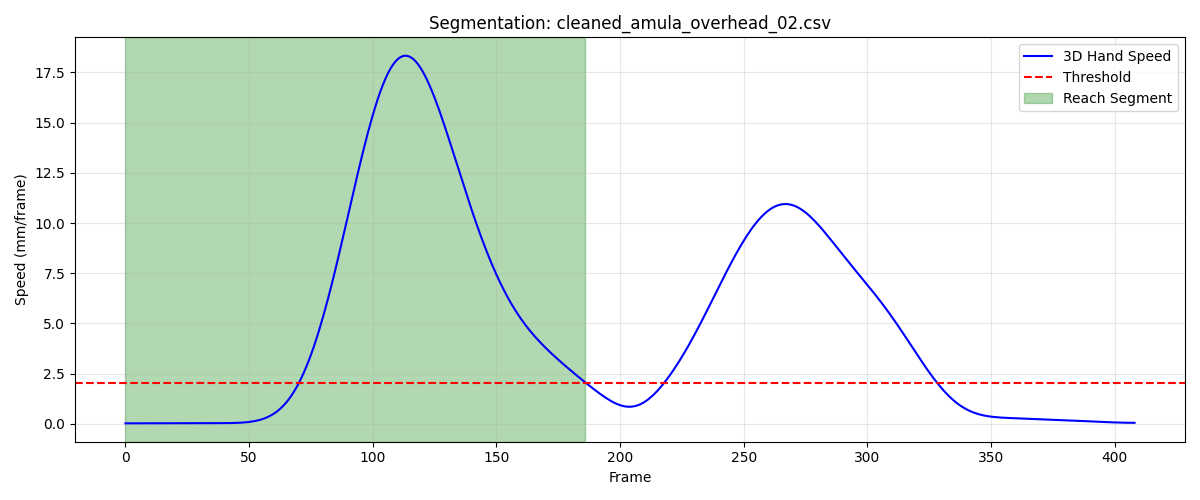 Segmentation: cleaned_amula_overhead_02.csv
3D Hand Speed
Threshold
Reach Segment
Speed (mm/frame)
17.5
15.0
12.5
10.0
7.5
5.0
2.5
0.0
0 50 100 150 200 250 300 350 400
Frame